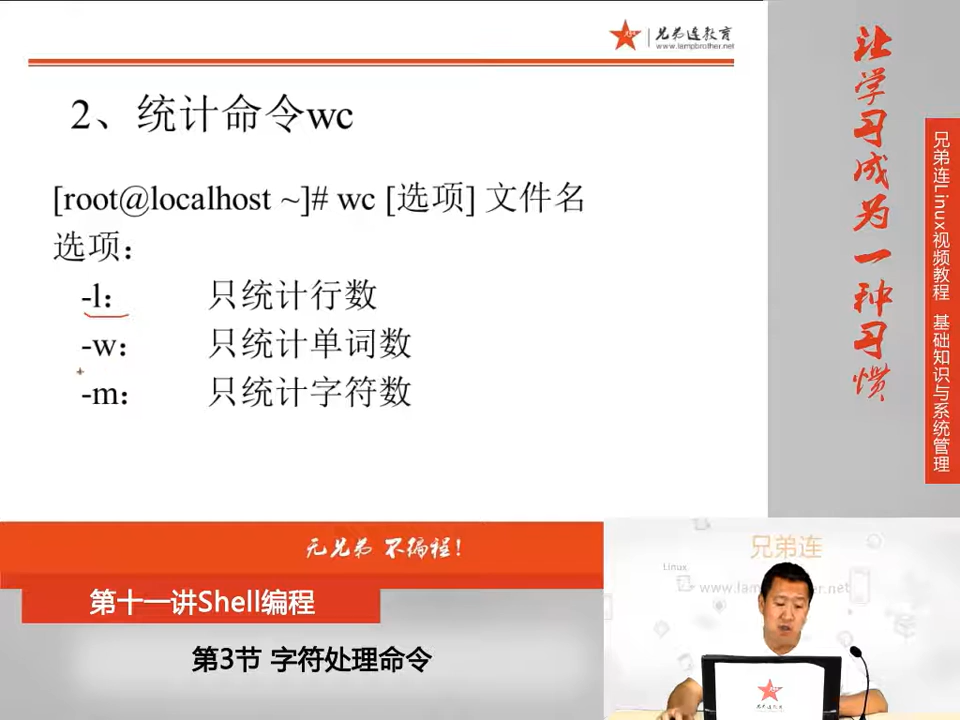 兄弟连教育
www.lampbrother.net
2、统计命令wc
[root@localhost ~]# wc [选项] 文件名
选项：
-l： 只统计行数
-w： 只统计单词数
-m： 只统计字符数
让学习成为一种习惯
兄弟连Linux视频教程 基础知识与系统管理
无兄弟 不编程！
第十一讲Shell编程
第3节 字符处理命令
兄弟连
Linux
www.lam
er.net